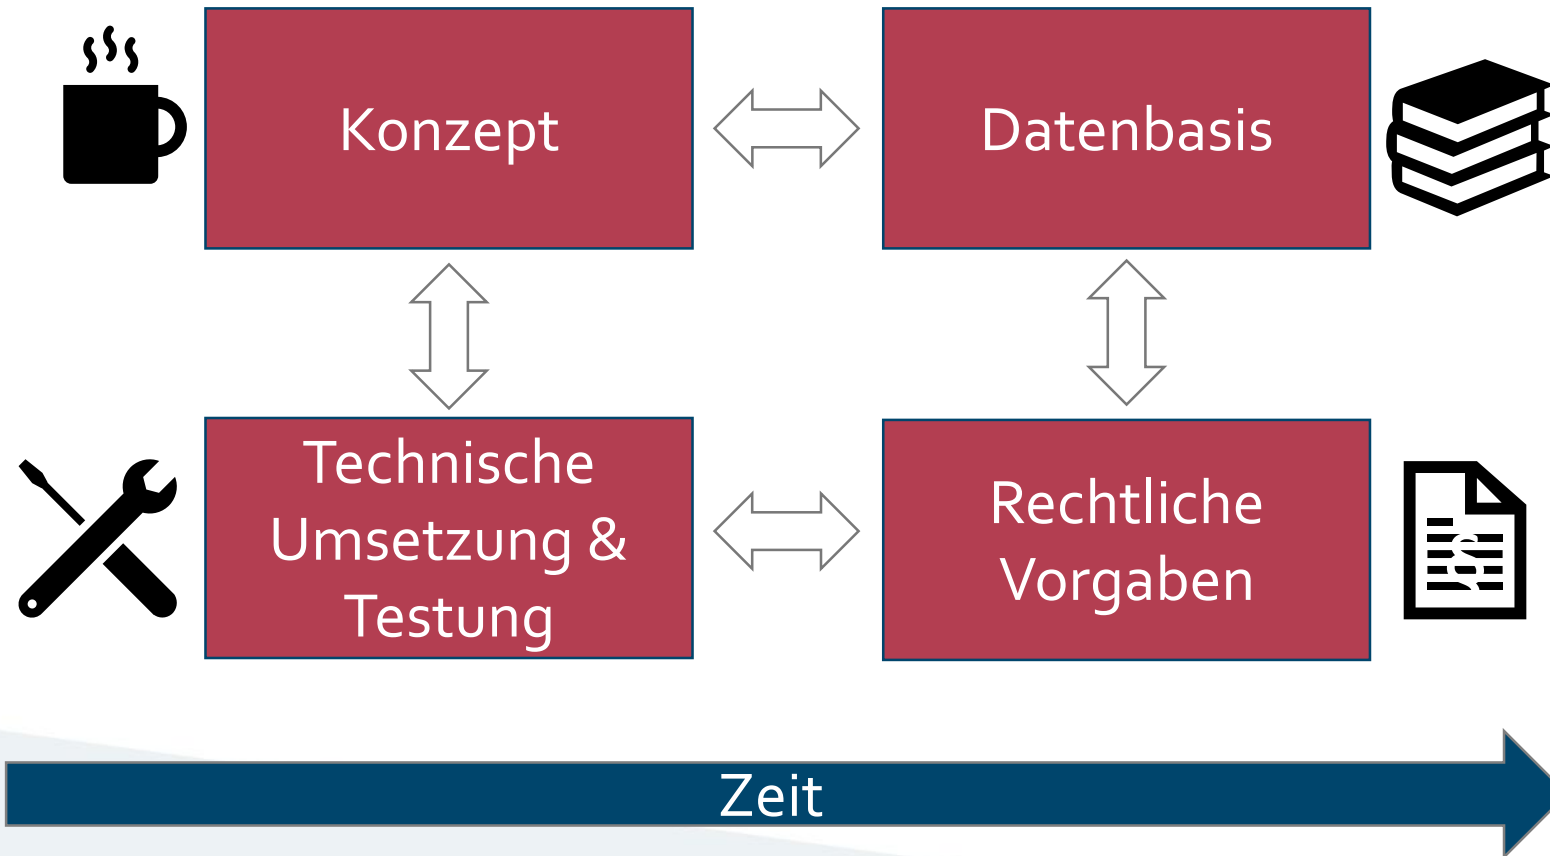 Konzept
Datenbasis
Technische
Umsetzung &
Testung
Rechtliche
Vorgaben
§
Zeit